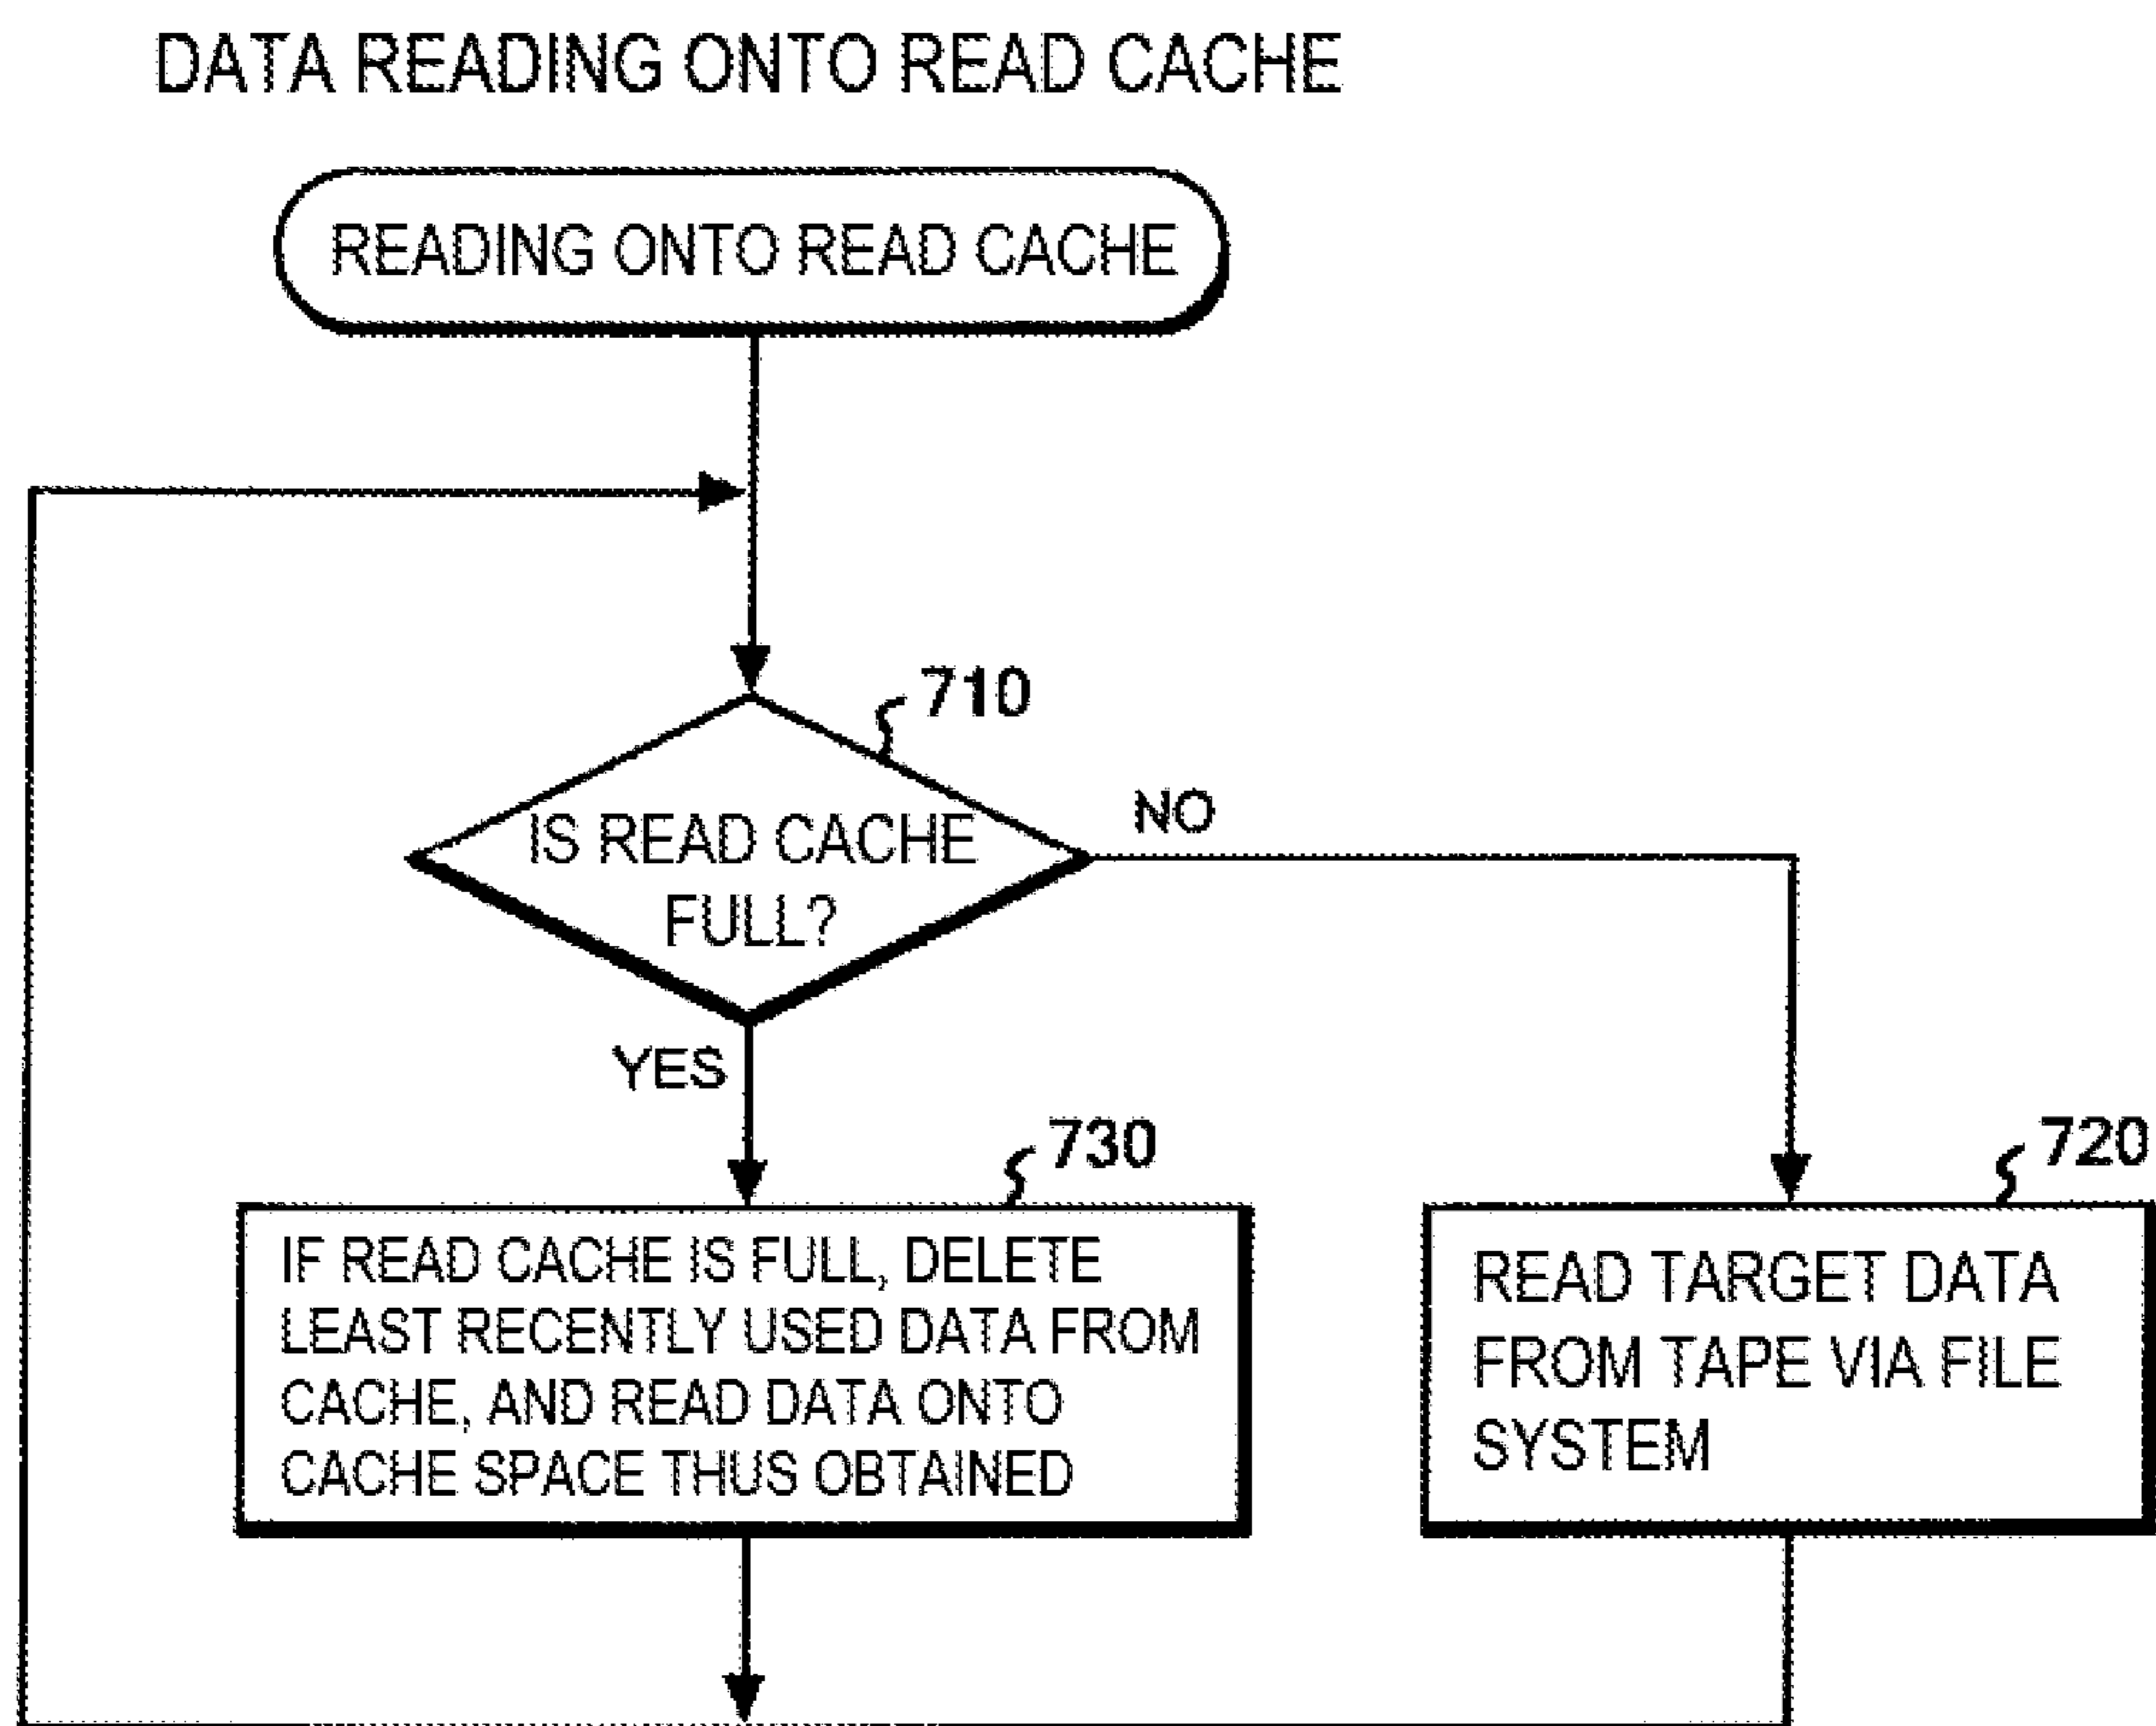 DATA READING ONTO READ CACHE
READING ONTO READ CACHE
710
IS READ CACHE
FULL?
NO
YES
730
IF READ CACHE IS FULL, DELETE
LEAST RECENTLY USED DATA FROM
CACHE, AND READ DATA ONTO
CACHE SPACE THUS OBTAINED
720
READ TARGET DATA
FROM TAPE VIA FILE
SYSTEM